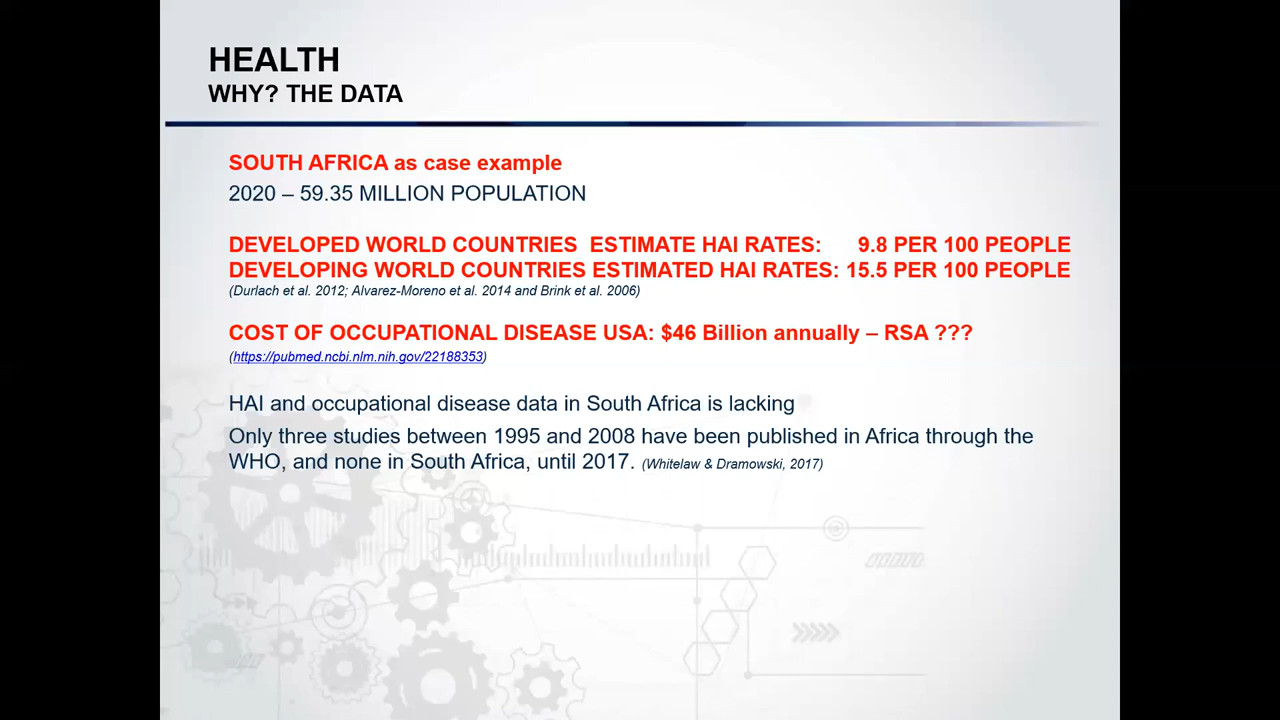 HEALTH
WHY? THE DATA
SOUTH AFRICA as case example
2020 – 59.35 MILLION POPULATION
DEVELOPED WORLD COUNTRIES  ESTIMATE HAI RATES:      9.8 PER 100 PEOPLE
DEVELOPING WORLD COUNTRIES ESTIMATED HAI RATES: 15.5 PER 100 PEOPLE
(Durlach et al. 2012; Alvarez-Moreno et al. 2014 and Brink et al. 2006)
COST OF OCCUPATIONAL DISEASE USA: $46 Billion annually – RSA ???
(https://pubmed.ncbi.nlm.nih.gov/22188353)
HAI and occupational disease data in South Africa is lacking
Only three studies between 1995 and 2008 have been published in Africa through the
WHO, and none in South Africa, until 2017. (Whitelaw & Dramowski, 2017)